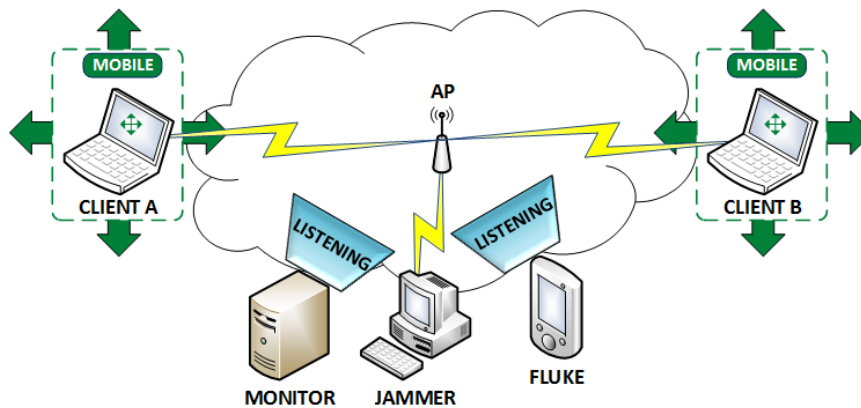 MOBILE
MOBILE
AP
CLIENT A
CLIENT B
LISTENING
LISTENING
FLUKE
MONITOR
JAMMER